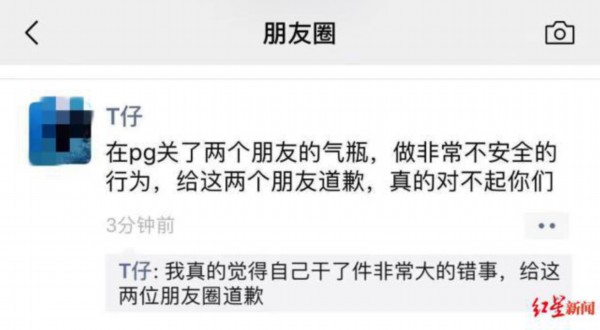 朋友圈
T仔
在pg关了两个朋友的气瓶，做非常不安全的
行为，给这两个朋友道歉，真的对不起你们
3分钟前
T仔: 我真的觉得自己干了件非常大的错事，给这
两位朋友圈道歉
红星新闻